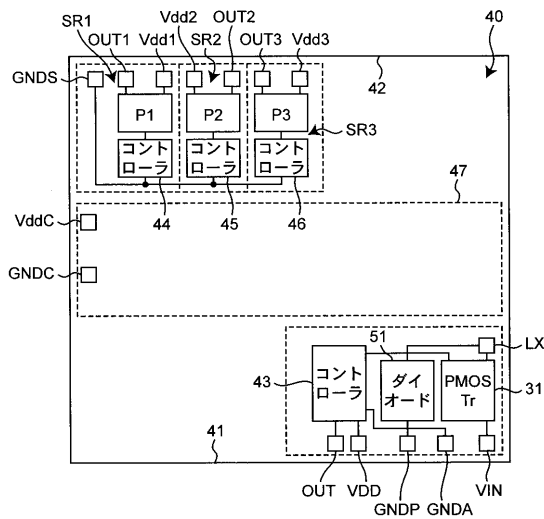 SR1
Vdd2
OUT2
40
OUT1
Vdd1
SR2
OUT3
Vdd3
GNDS
42
P1
P2
P3
SR3
コント
ローラ
コント
ローラ
コント
ローラ
44
45
46
47
VddC
GNDC
51
LX
43
コント
ローラ
ダイ
オード
PMOS
Tr
31
41
OUT
VDD
GNDP
GNDA
VIN